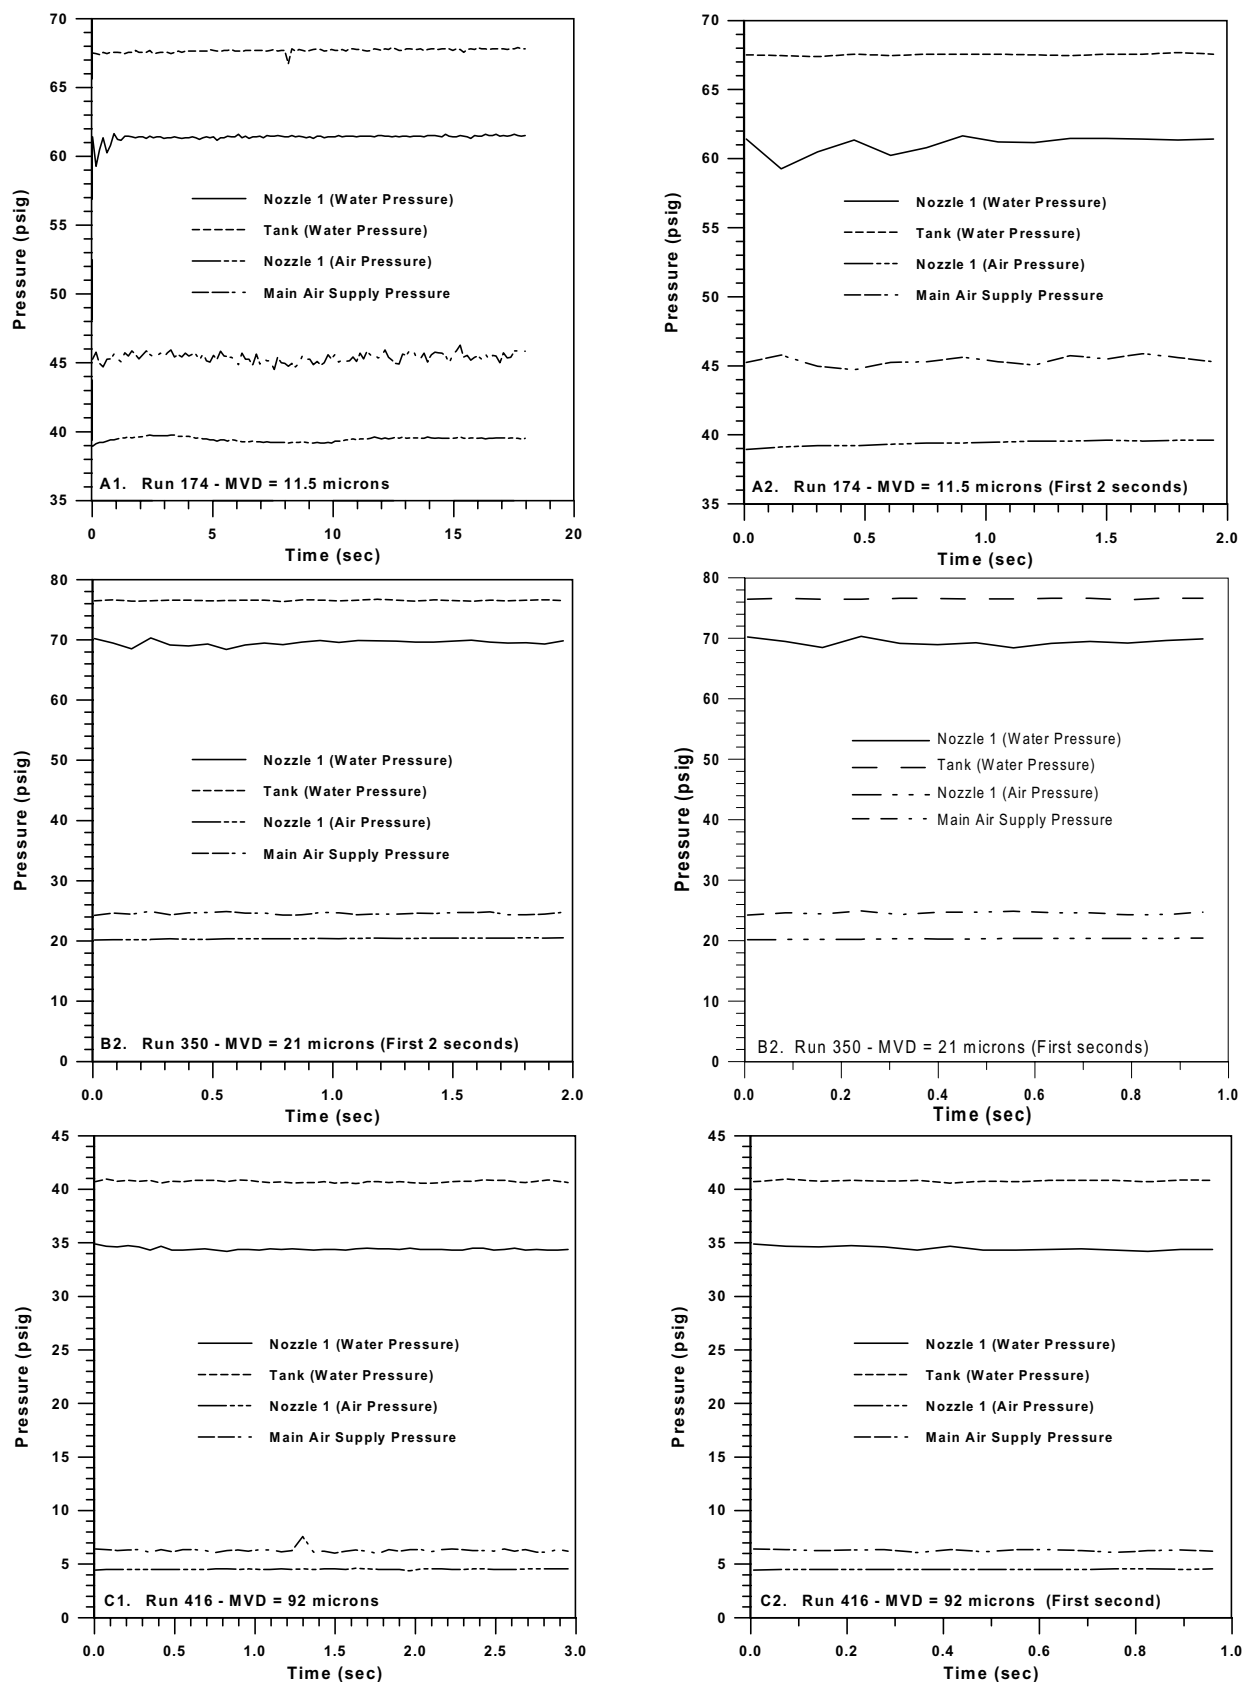 70
65
60
55
50
45
40
35
Pressure (psig)
Nozzle 1 (Water Pressure)
Tank (Water Pressure)
Nozzle 1 (Air Pressure)
Main Air Supply Pressure
A1. Run 174 - MVD = 11.5 microns
0 5 10 15 20
Time (sec)
70
65
60
55
50
45
40
35
Pressure (psig)
Nozzle 1 (Water Pressure)
Tank (Water Pressure)
Nozzle 1 (Air Pressure)
Main Air Supply Pressure
A2. Run 174 - MVD = 11.5 microns (First 2 seconds)
0.0 0.5 1.0 1.5 2.0
Time (sec)
80
70
60
50
40
30
20
10
0
Pressure (psig)
Nozzle 1 (Water Pressure)
Tank (Water Pressure)
Nozzle 1 (Air Pressure)
Main Air Supply Pressure
B2. Run 350 - MVD = 21 microns (First 2 seconds)
0.0 0.5 1.0 1.5 2.0
Time (sec)
80
70
60
50
40
30
20
10
0
Pressure (psig)
Nozzle 1 (Water Pressure)
Tank (Water Pressure)
Nozzle 1 (Air Pressure)
Main Air Supply Pressure
B2. Run 350 - MVD = 21 microns (First seconds)
0.0 0.2 0.4 0.6 0.8 1.0
Time (sec)
45
40
35
30
25
20
15
10
5
0
Pressure (psig)
Nozzle 1 (Water Pressure)
Tank (Water Pressure)
Nozzle 1 (Air Pressure)
Main Air Supply Pressure
C1. Run 416 - MVD = 92 microns
0.0 0.5 1.0 1.5 2.0 2.5 3.0
Time (sec)
45
40
35
30
25
20
15
10
5
0
Pressure (psig)
Nozzle 1 (Water Pressure)
Tank (Water Pressure)
Nozzle 1 (Air Pressure)
Main Air Supply Pressure
C2. Run 416 - MVD = 92 microns (First second)
0.0 0.2 0.4 0.6 0.8 1.0
Time (sec)